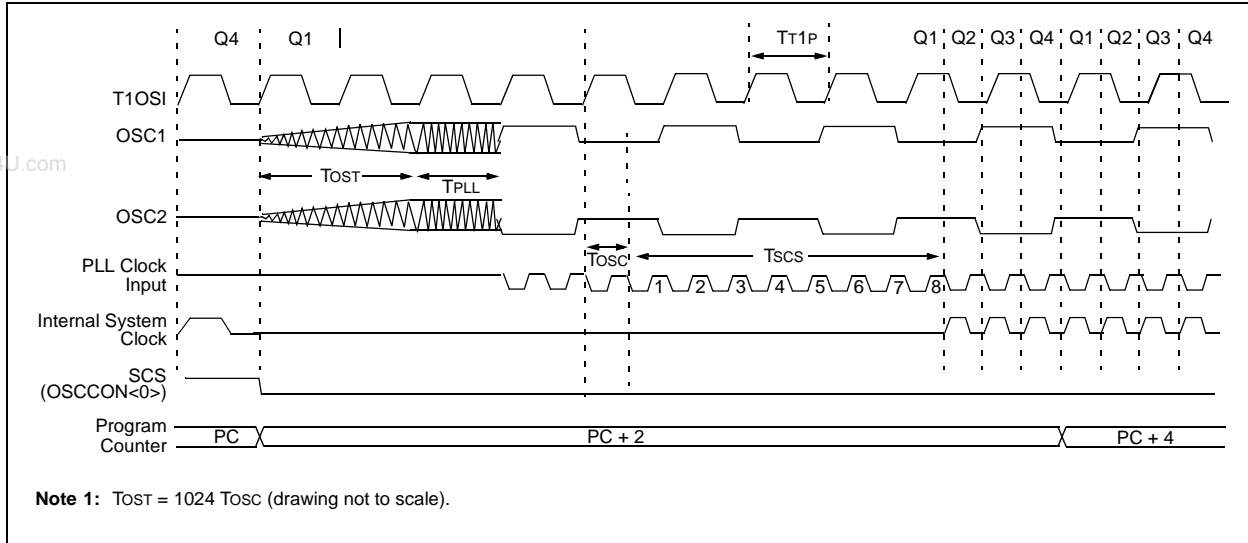 Q4 Q1 TT1P Q1 Q2 Q3 Q4 Q1 Q2 Q3 Q4
T1OSI
OSC1
4U.com
TOST TPLL
OSC2
TOSC TSCS
PLL Clock
Input
1 2 3 4 5 6 7 8
Internal System
Clock
SCS
(OSCCON<0>)
Program
Counter
PC PC + 2 PC + 4
Note 1: TOST = 1024 TOSC (drawing not to scale).